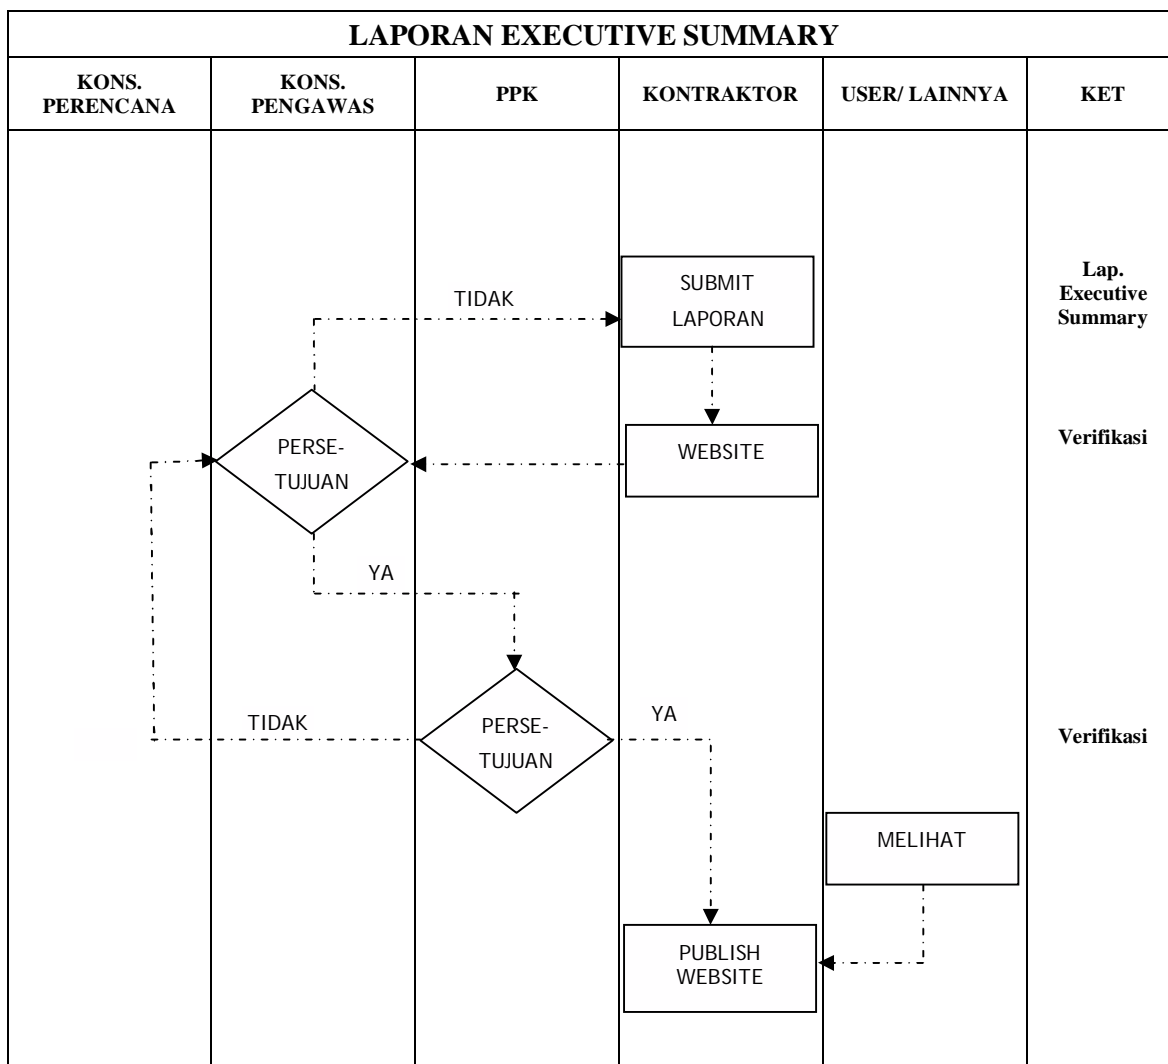 LAPORAN EXECUTIVE SUMMARY
KONS.
PERENCANA
KONS.
PENGAWAS
PPK
KONTRAKTOR
USER/ LAINNYA
KET
SUBMIT
LAPORAN
Lap.
Executive
Summary
TIDAK
PERSE-
TUJUAN
WEBSITE
Verifikasi
YA
TIDAK
PERSE-
TUJUAN
YA
Verifikasi
MELIHAT
PUBLISH
WEBSITE